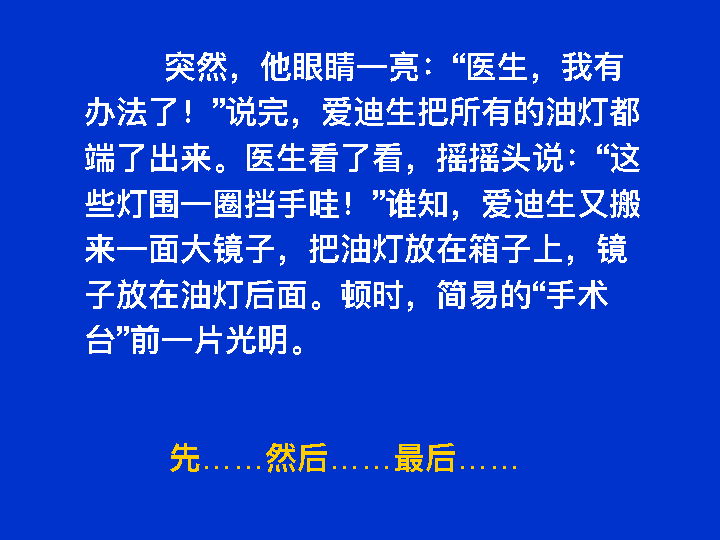 突然，他眼睛一亮：“医生，我有
办法了！”说完，爱迪生把所有的油灯都
端了出来。医生看了看，摇摇头说：“这
些灯围一圈挡手哇！”谁知，爱迪生又搬
来一面大镜子，把油灯放在箱子上，镜
子放在油灯后面。顿时，简易的“手术
台”前一片光明。
先……然后……最后……